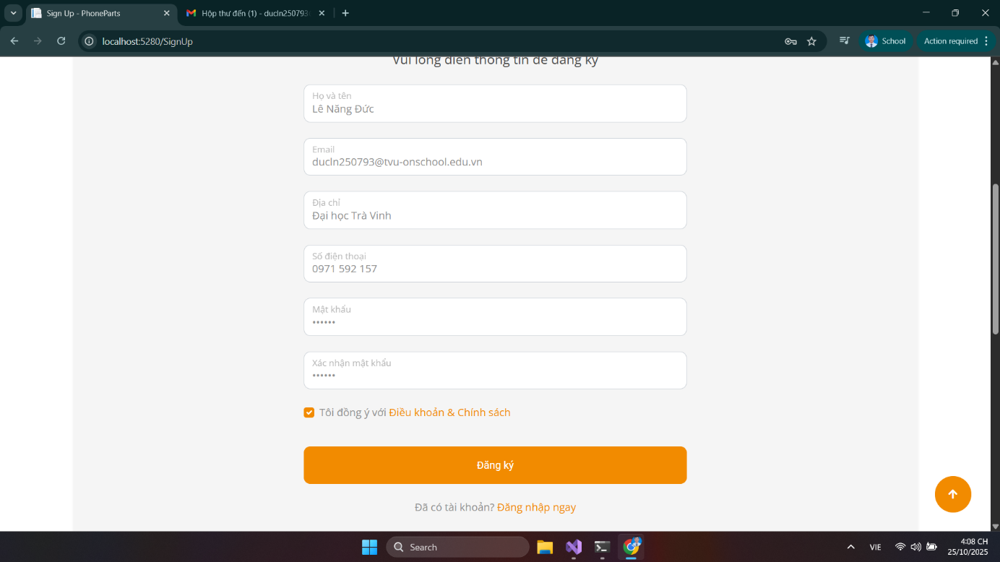 Sign Up - PhoneParts
Hộp thư đến (1) - ducln250793
localhost:5280/SignUp
School
Action required
Vui lòng điền thông tin để đăng ký
Họ và tên
Lê Năng Đức
Email
ducln250793@tvu-onschool.edu.vn
Địa chỉ
Đại học Trà Vinh
Số điện thoại
0971 592 157
Mật khẩu
••••••
Xác nhận mật khẩu
••••••
Tôi đồng ý với Điều khoản & Chính sách
Đăng ký
Đã có tài khoản? Đăng nhập ngay
Search
VIE
4:08 CH
25/10/2025